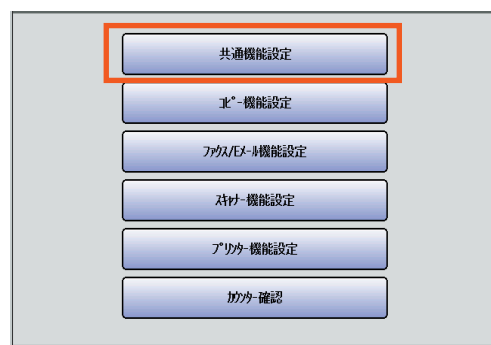 共通機能設定
ｺﾋﾟｰ機能設定
ﾌｧｸｽ/Eﾒｰﾙ機能設定
ｽｷｬﾅｰ機能設定
ﾌﾟﾘﾝﾀｰ機能設定
ｶｳﾝﾀｰ確認